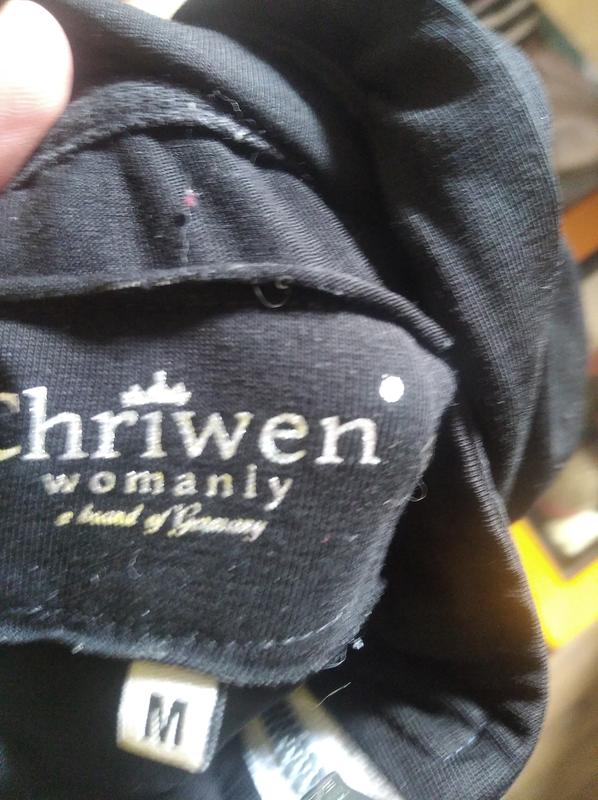 Chriwen
womanly
a brand of Germany
M